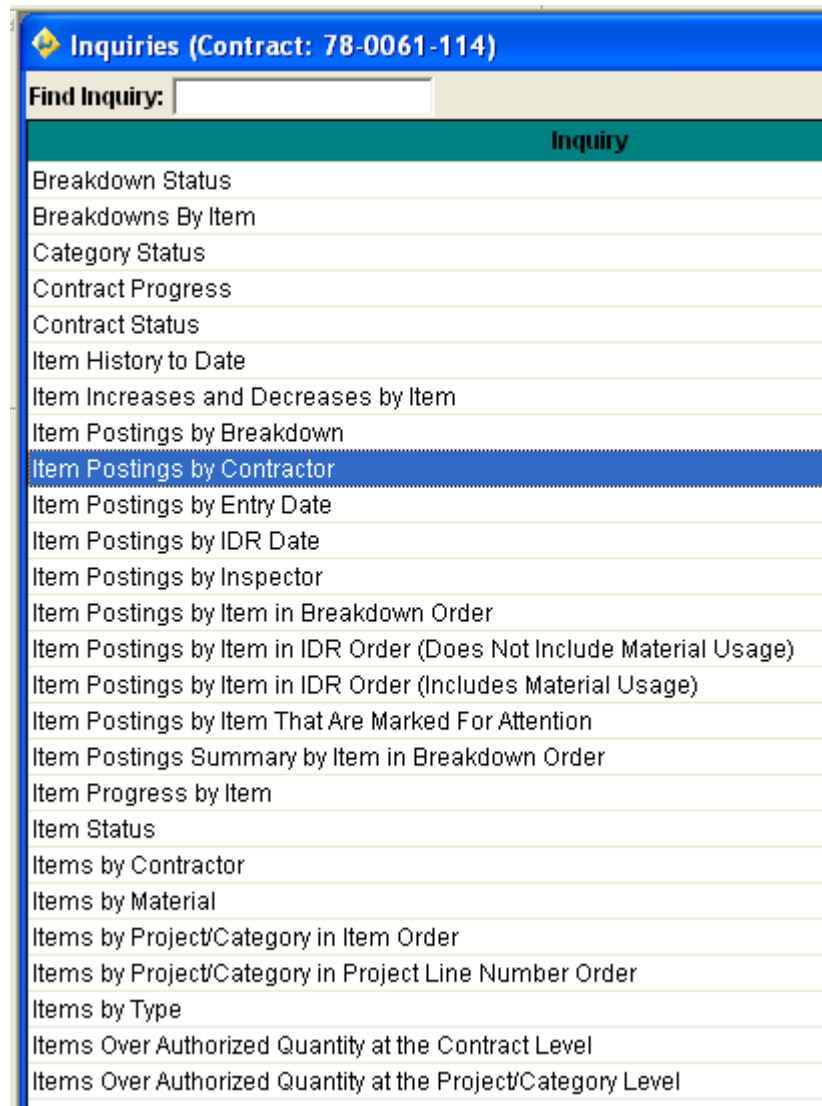 Inquiries (Contract: 78-0061-114)
Find Inquiry:
Inquiry
Breakdown Status
Breakdowns By Item
Category Status
Contract Progress
Contract Status
Item History to Date
Item Increases and Decreases by Item
Item Postings by Breakdown
Item Postings by Contractor
Item Postings by Entry Date
Item Postings by IDR Date
Item Postings by Inspector
Item Postings by Item in Breakdown Order
Item Postings by Item in IDR Order (Does Not Include Material Usage)
Item Postings by Item in IDR Order (Includes Material Usage)
Item Postings by Item That Are Marked For Attention
Item Postings Summary by Item in Breakdown Order
Item Progress by Item
Item Status
Items by Contractor
Items by Material
Items by Project/Category in Item Order
Items by Project/Category in Project Line Number Order
Items by Type
Items Over Authorized Quantity at the Contract Level
Items Over Authorized Quantity at the Project/Category Level